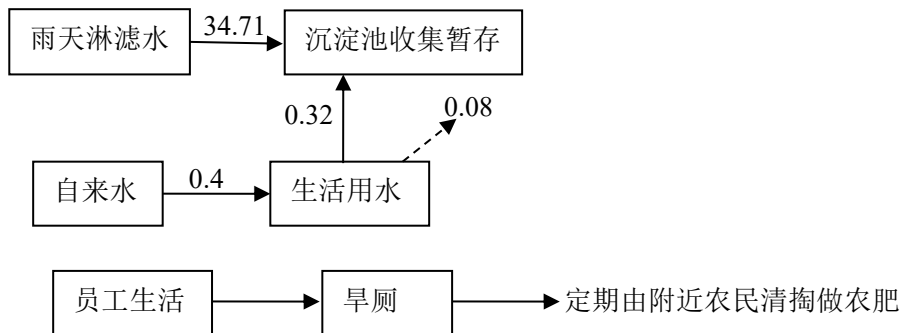 雨天淋滤水 34.71 沉淀池收集暂存
0.32 0.08
自来水 0.4 生活用水
员工生活 旱厕 定期由附近农民清掏做农肥